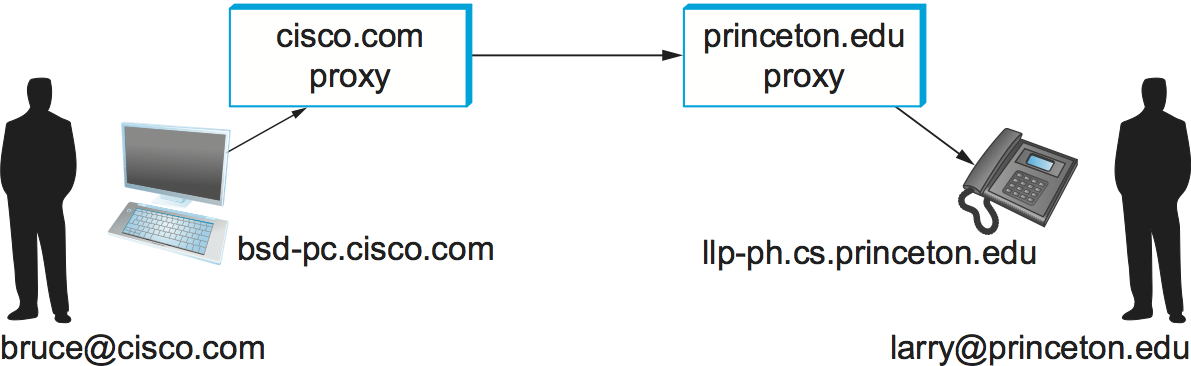 cisco.com
proxy
princeton.edu
proxy
bsd-pc.cisco.com
llp-ph.cs.princeton.edu
bruce@cisco.com
larry@princeton.edu